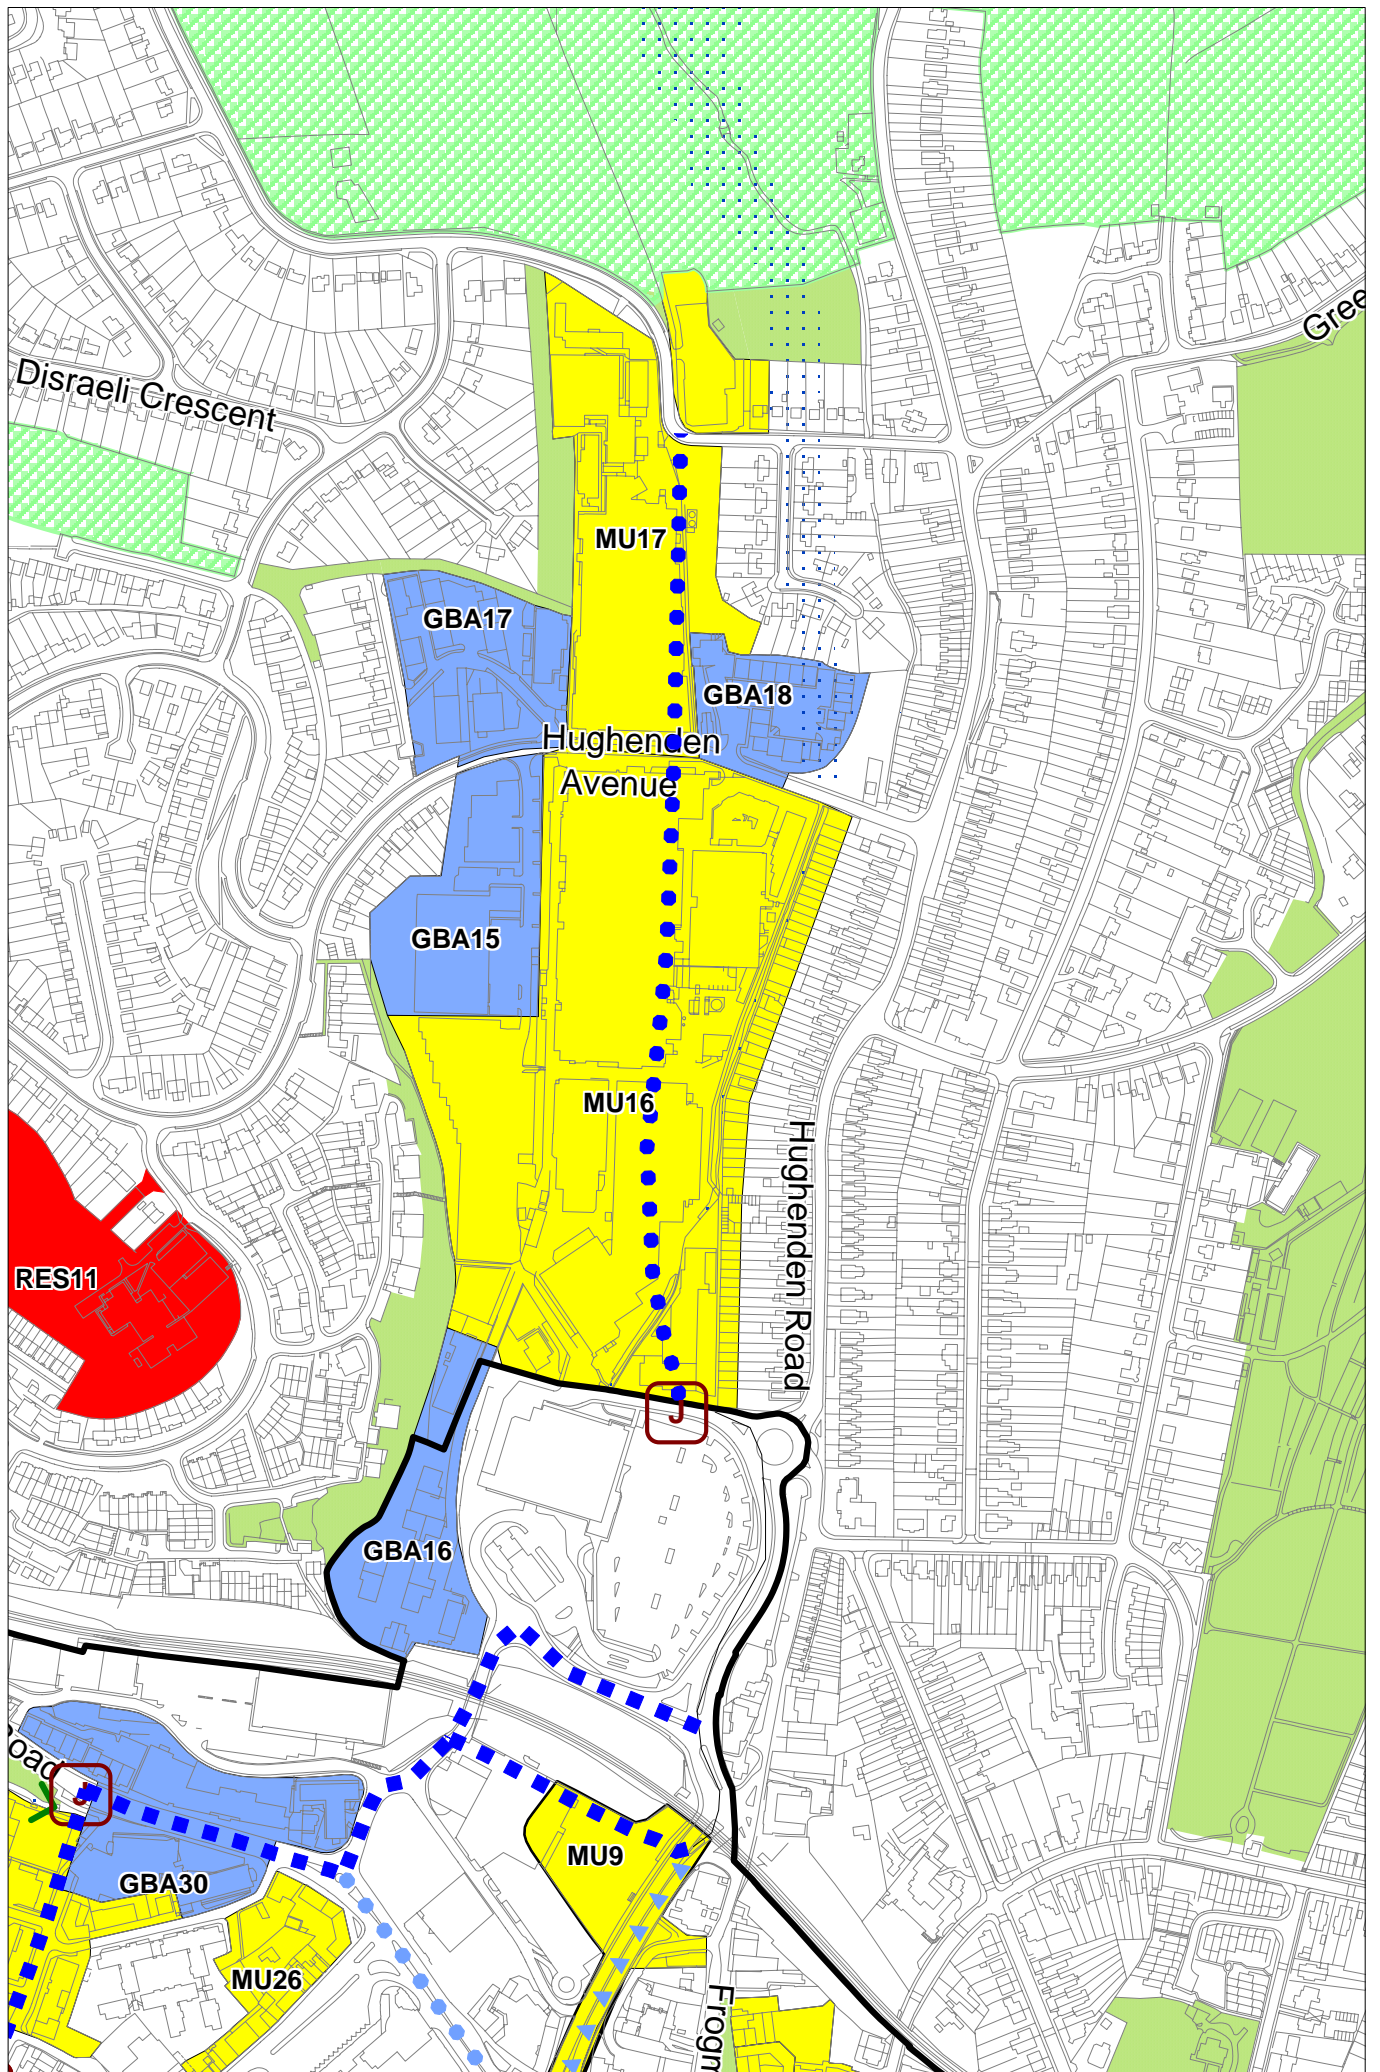 Gree
Disraeli Crescent
MU17
GBA17
GBA18
Hughenden
Avenue
GBA15
MU16
Hughenden Road
RES11
J
GBA16
oad
J
MU9
GBA30
MU26
Frogm